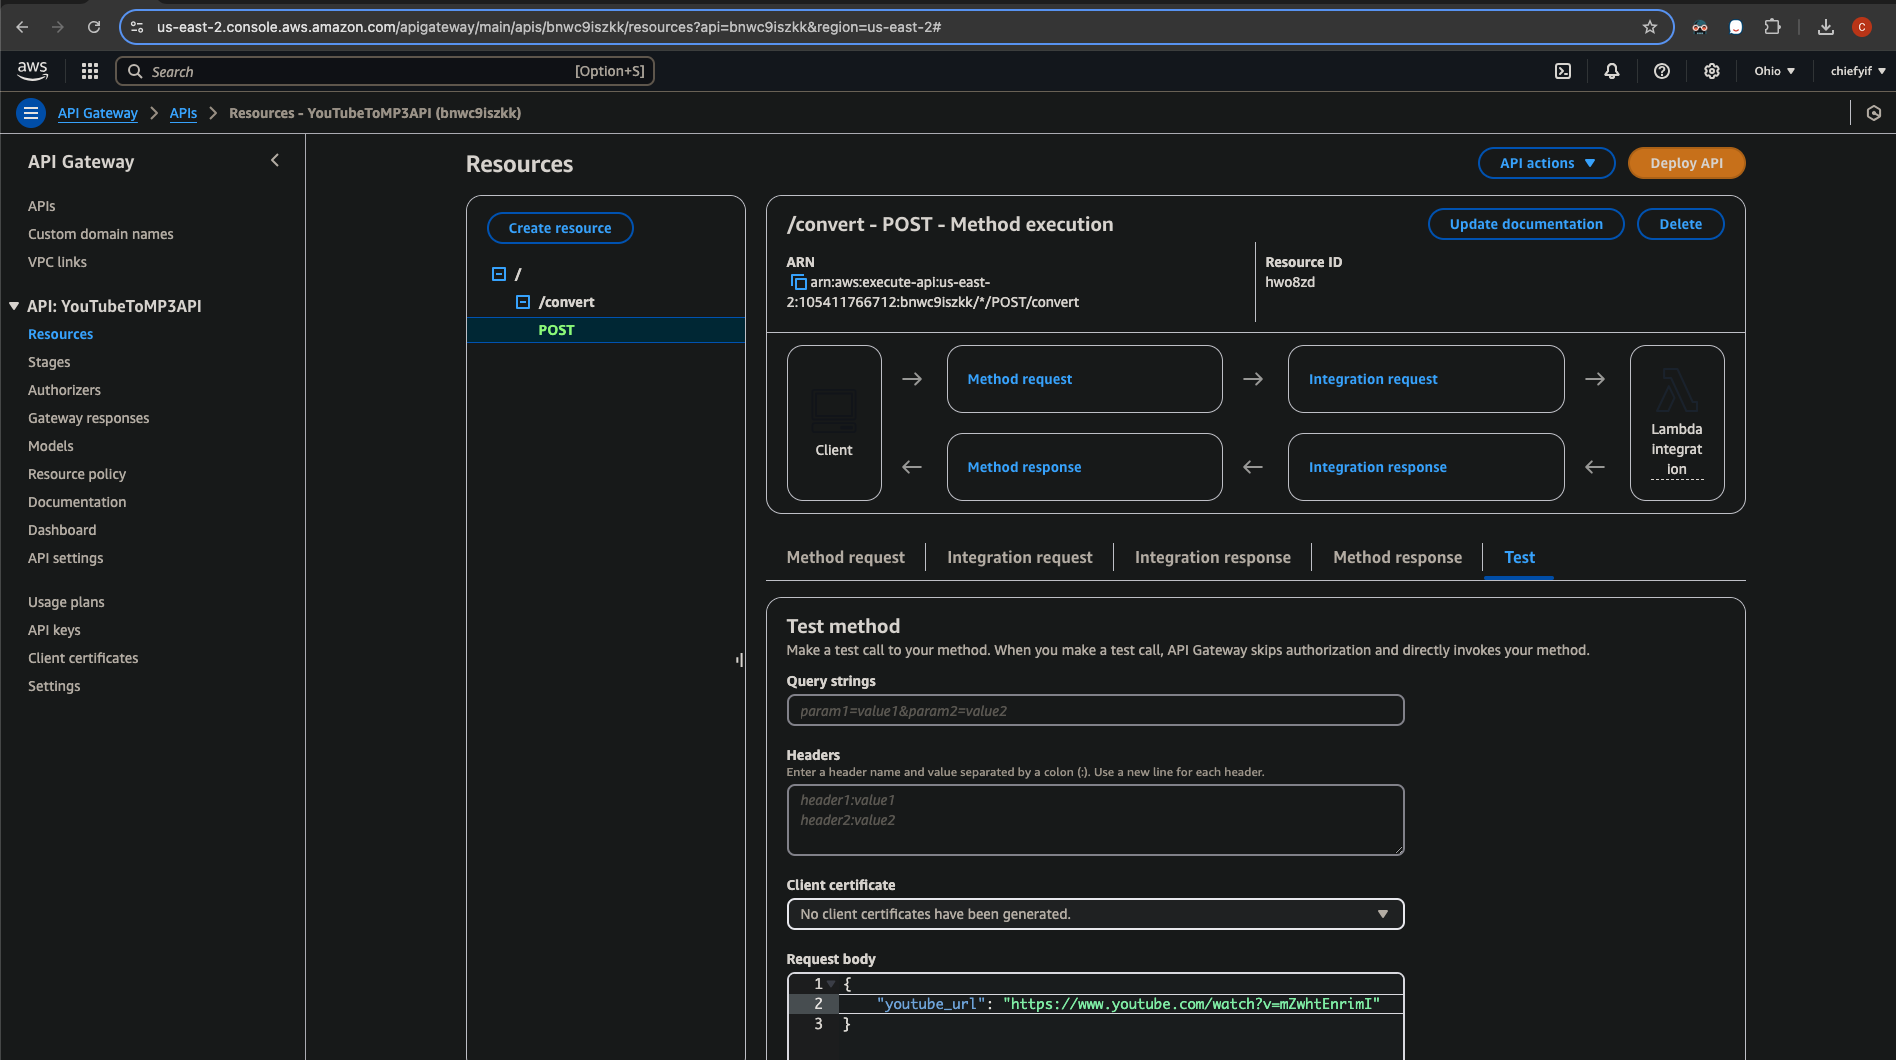 us-east-2.console.aws.amazon.com/apigateway/main/apis/bnwc9iszkk/resources?api=bnwc9iszkk&region=us-east-2#
C
aws
Search
[Option+S]
Ohio
chiefyif
API Gateway
APIs
Resources - YouTubeToMP3API (bnwc9iszkk)
API Gateway
APIs
Custom domain names
VPC links
API: YouTubeToMP3API
Resources
Stages
Authorizers
Gateway responses
Models
Resource policy
Documentation
Dashboard
API settings
Usage plans
API keys
Client certificates
Settings
Resources
API actions
Deploy API
Create resource
/
/convert
POST
/convert - POST - Method execution
Update documentation
Delete
ARN
arn:aws:execute-api:us-east-
2:105411766712:bnwc9iszkk/*/POST/convert
Resource ID
hwo8zd
Client
Method request
Integration request
Method response
Integration response
Lambda
integrat
ion
Method request
Integration request
Integration response
Method response
Test
Test method
Make a test call to your method. When you make a test call, API Gateway skips authorization and directly invokes your method.
Query strings
param1=value1&param2=value2
Headers
Enter a header name and value separated by a colon (:). Use a new line for each header.
header1:value1
header2:value2
Client certificate
No client certificates have been generated.
Request body
1 {
2 "youtube_url": "https://www.youtube.com/watch?v=mZwhtEnrimI"
3 }